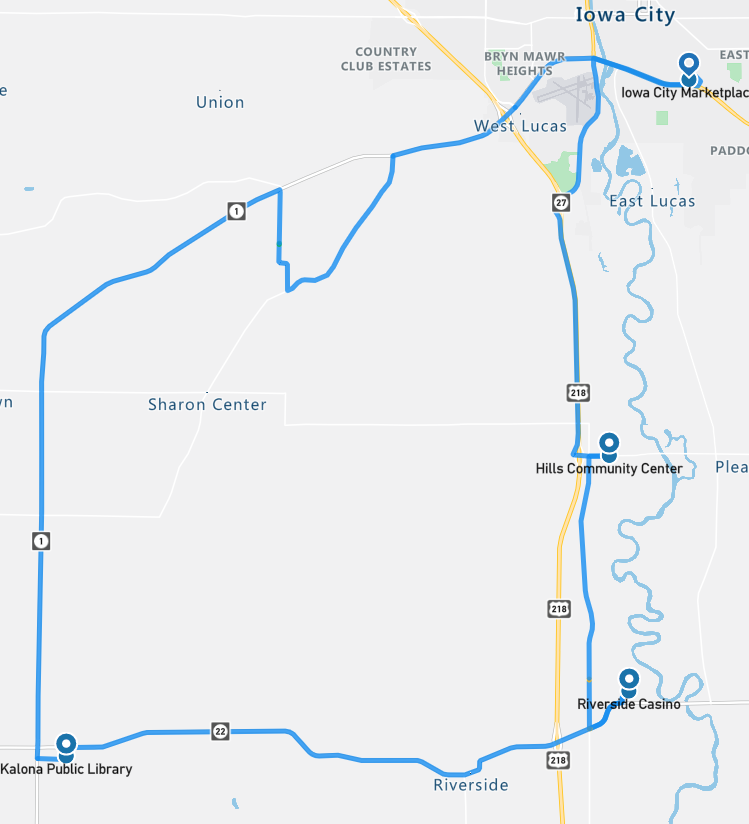 Iowa City
COUNTRY
CLUB ESTATES
BRYN MAWR
HEIGHTS
EAST
Iowa City Marketplac
e
Union
West Lucas
PADDO
27
East Lucas
1
218
vn
Sharon Center
Hills Community Center
Plea
1
218
Riverside Casino
22
Kalona Public Library
218
Riverside